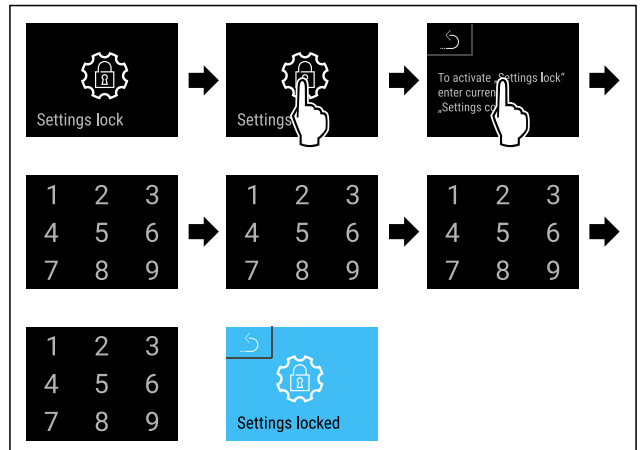 Settings lock
Settings
To activate „Settings lock“
enter curren
„Settings co
1 2 3
4 5 6
7 8 9
1 2 3
4 5 6
7 8 9
1 2 3
4 5 6
7 8 9
1 2 3
4 5 6
7 8 9
Settings locked